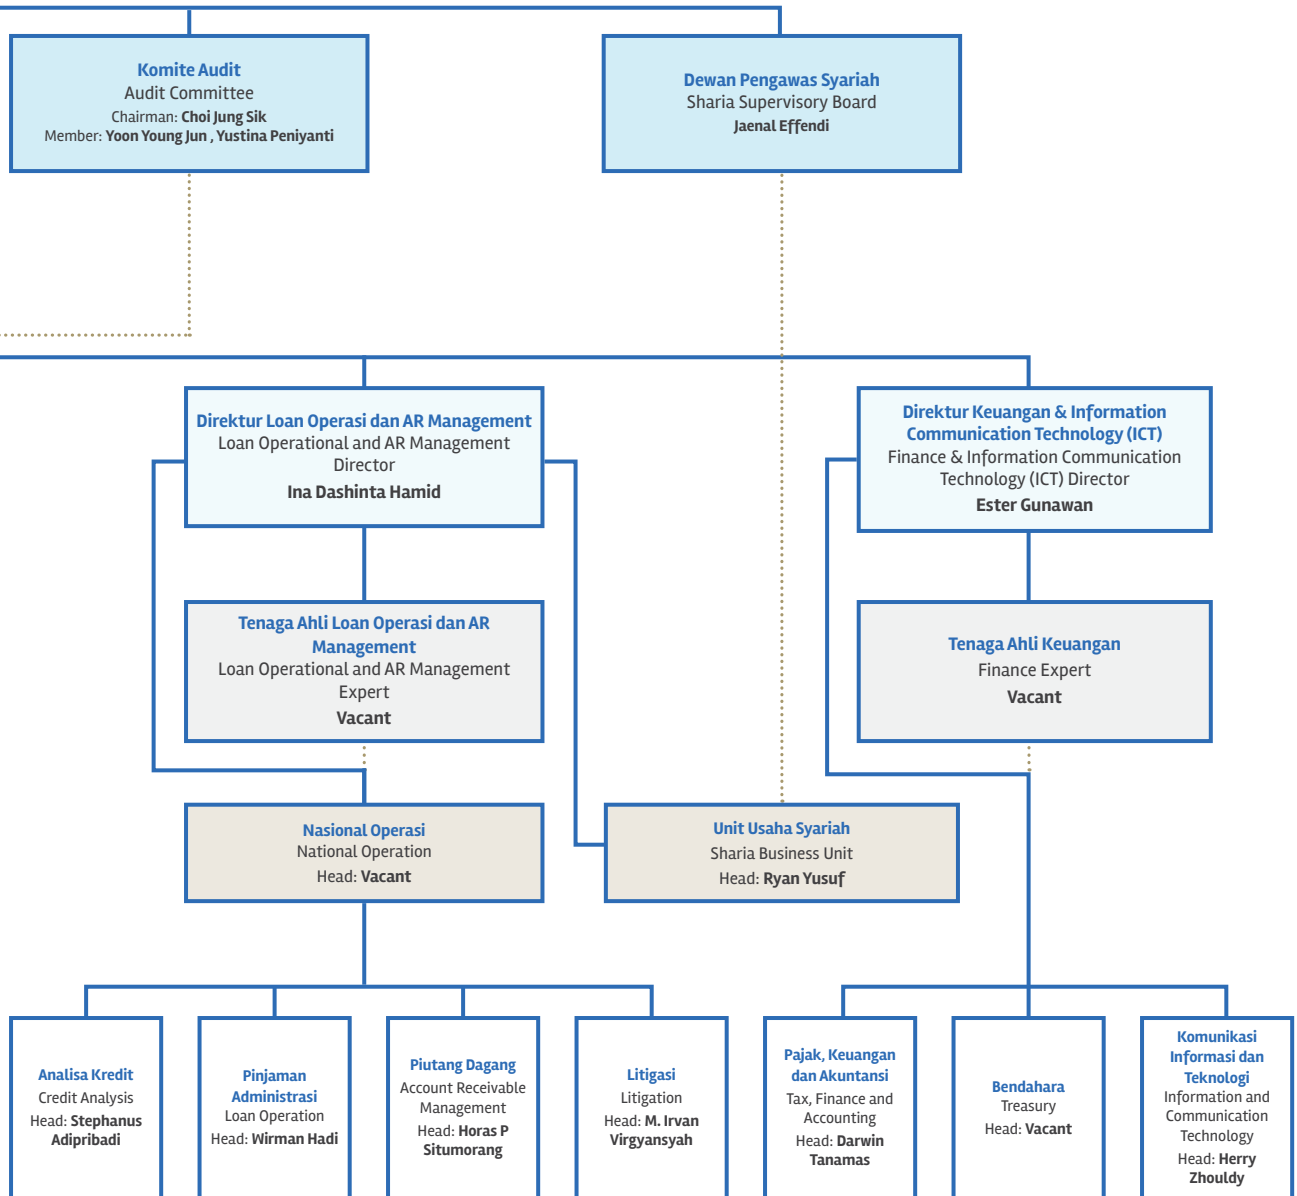 Komite Audit
Audit Committee
Chairman: Choi Jung Sik
Member: Yoon Young Jun , Yustina Peniyanti
Dewan Pengawas Syariah
Sharia Supervisory Board
Jaenal Effendi
Direktur Loan Operasi dan AR Management
Loan Operational and AR Management
Director
Ina Dashinta Hamid
Direktur Keuangan & Information
Communication Technology (ICT)
Finance & Information Communication
Technology (ICT) Director
Ester Gunawan
Tenaga Ahli Loan Operasi dan AR
Management
Loan Operational and AR Management
Expert
Vacant
Tenaga Ahli Keuangan
Finance Expert
Vacant
Nasional Operasi
National Operation
Head: Vacant
Unit Usaha Syariah
Sharia Business Unit
Head: Ryan Yusuf
Analisa Kredit
Credit Analysis
Head: Stephanus
Adipribadi
Pinjaman
Administrasi
Loan Operation
Head: Wirman Hadi
Piutang Dagang
Account Receivable
Management
Head: Horas P
Situmorang
Litigasi
Litigation
Head: M. Irvan
Virgyansyah
Pajak, Keuangan
dan Akuntansi
Tax, Finance and
Accounting
Head: Darwin
Tanamas
Bendahara
Treasury
Head: Vacant
Komunikasi
Informasi dan
Teknologi
Information and
Communication
Technology
Head: Herry
Zhouldy